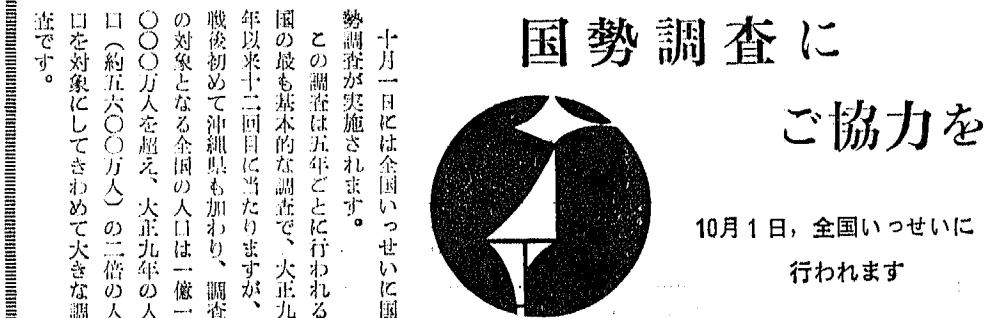 国勢調査に
ご協力を
10月1日，全国いっせいに
行われます
十月一日には全国いっせいに国
勢調査が実施されます。
この調査は五年ごとに行われる
国の最も基本的な調査で、大正九
年以来十二回目に当たりますが、
戦後初めて沖縄県も加わり、調査
の対象となる全国の人口は一億一
〇〇〇万人を超え、大正九年の人
口（約五六〇〇万人）の二倍の人
口を対象にしてきわめて大きな調
査です。